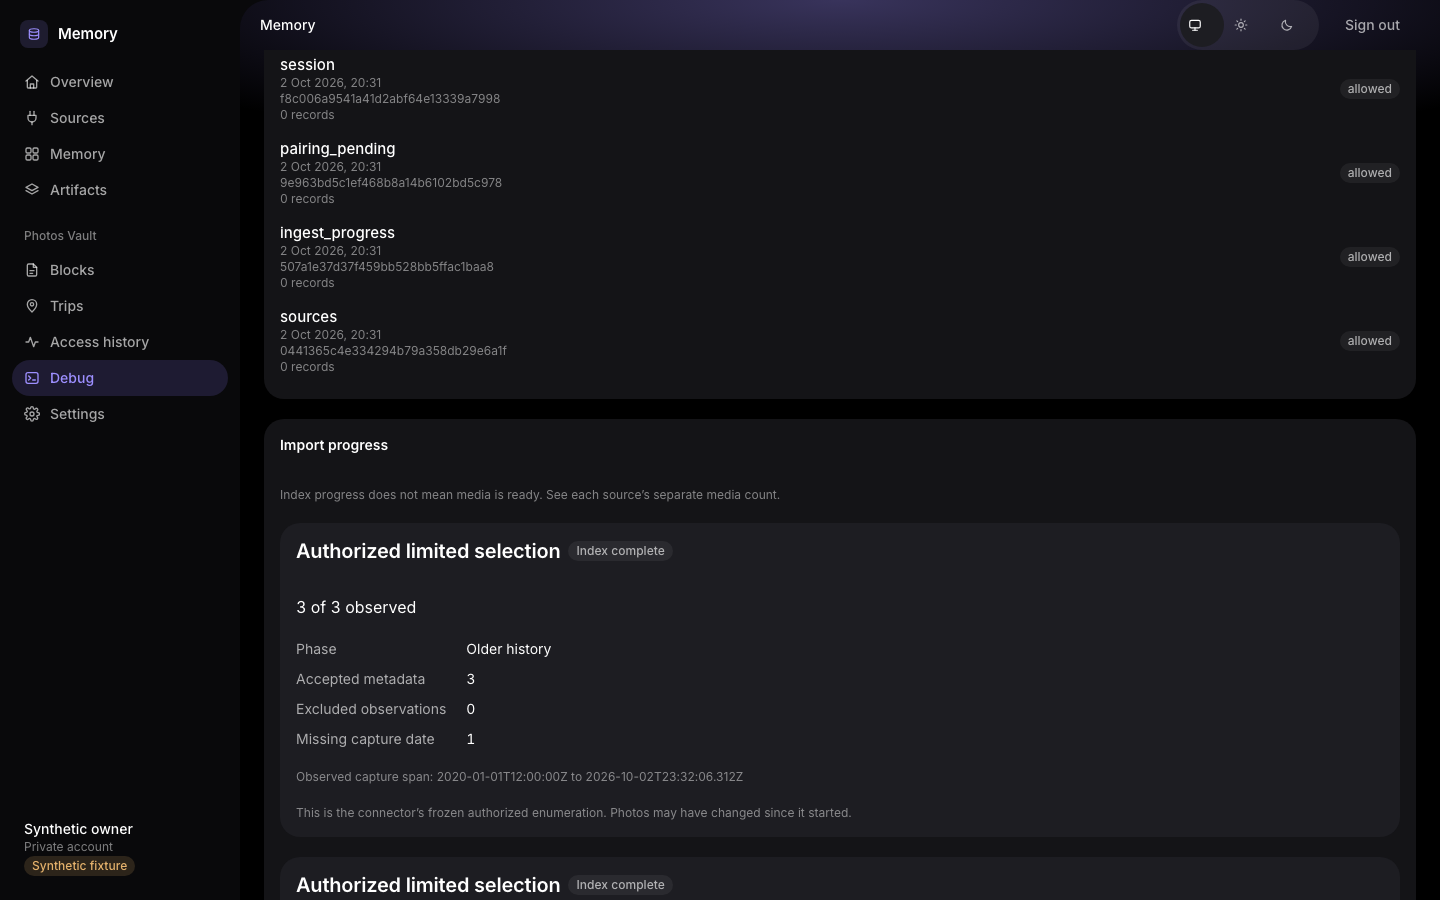 Memory
Overview
Sources
Memory
Artifacts
Photos Vault
Blocks
Trips
Access history
Debug
Settings
Synthetic owner
Private account
Synthetic fixture
Memory
Sign out
session
2 Oct 2026, 20:31
f8c006a9541a41d2abf64e13339a7998
0 records
allowed
pairing_pending
2 Oct 2026, 20:31
9e963bd5c1ef468b8a14b6102bd5c978
0 records
allowed
ingest_progress
2 Oct 2026, 20:31
507a1e37d37f459bb528bb5ffac1baa8
0 records
allowed
sources
2 Oct 2026, 20:31
0441365c4e334294b79a358db29e6a1f
0 records
allowed
Import progress
Index progress does not mean media is ready. See each source’s separate media count.
Authorized limited selection Index complete
3 of 3 observed
Phase Older history
Accepted metadata 3
Excluded observations 0
Missing capture date 1
Observed capture span: 2020-01-01T12:00:00Z to 2026-10-02T23:32:06.312Z
This is the connector’s frozen authorized enumeration. Photos may have changed since it started.
Authorized limited selection Index complete